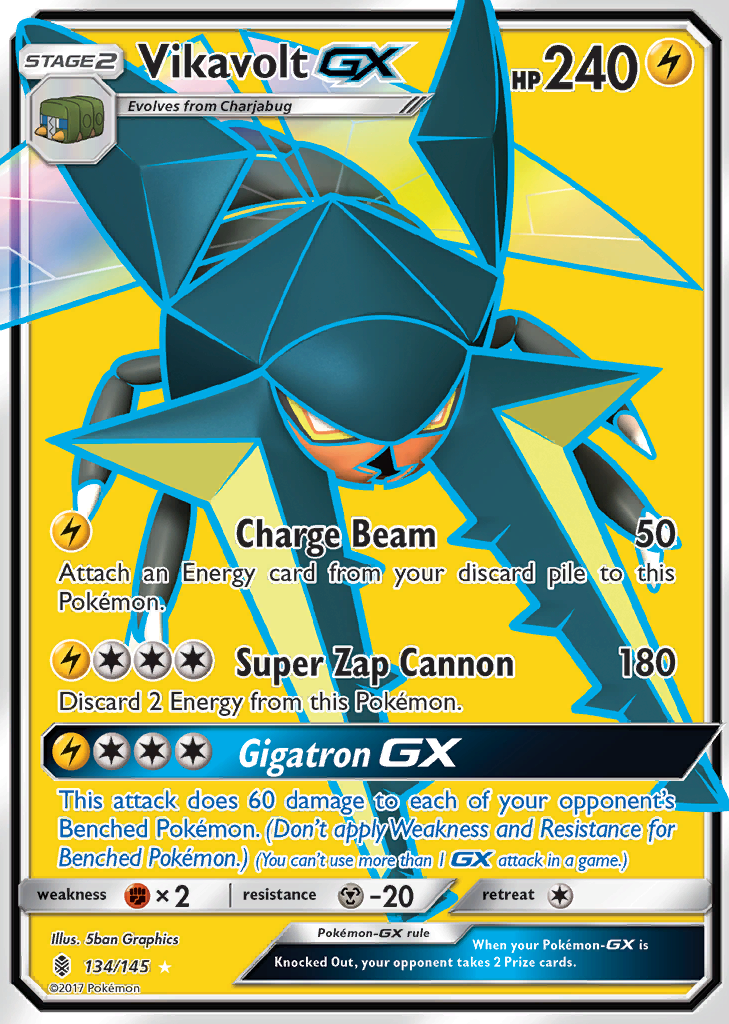 STAGE2 Vikavolt GX HP240
Evolves from Charjabug
Charge Beam 50
Attach an Energy card from your discard pile to this
Pokémon.
Super Zap Cannon 180
Discard 2 Energy from this Pokémon.
Gigatron GX
This attack does 60 damage to each of your opponent's
Benched Pokémon. (Don't apply Weakness and Resistance for
Benched Pokémon.) (You can't use more than 1 GX attack in a game.)
weakness ×2 resistance -20 retreat
Illus. 5ban Graphics
Pokémon-GX rule
When your Pokémon-GX is
Knocked Out, your opponent takes 2 Prize cards.
134/145
©2017 Pokémon